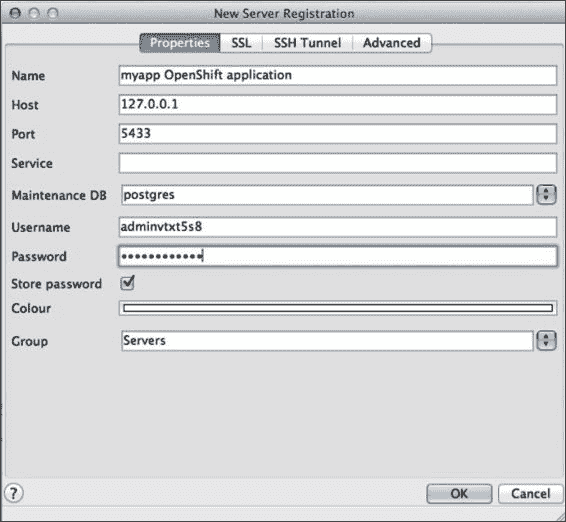 New Server Registration
Properties SSL SSH Tunnel Advanced
Name myapp OpenShift application
Host 127.0.0.1
Port 5433
Service
Maintenance DB postgres
Username adminvtxt5s8
Password ••••••••••••
Store password
Colour
Group Servers
? OK Cancel